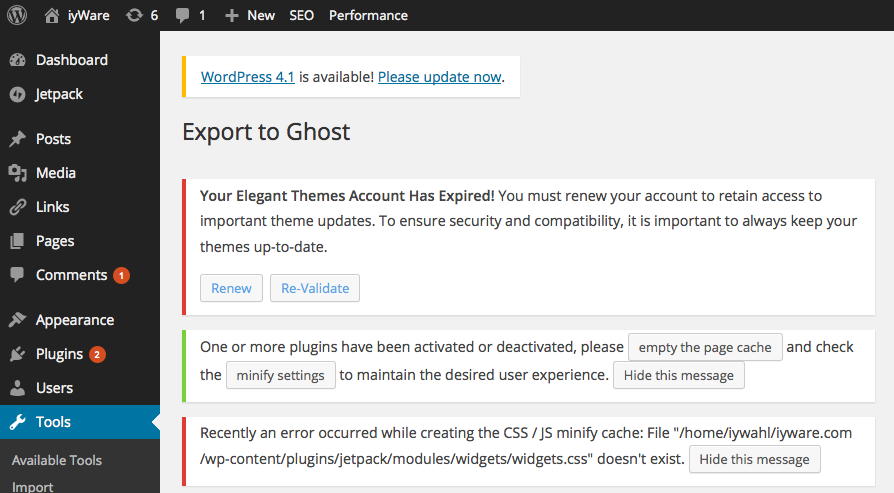 iyWare 6 1 New SEO Performance
Dashboard
Jetpack
Posts
Media
Links
Pages
Comments 1
Appearance
Plugins 2
Users
Tools
Available Tools
Import
WordPress 4.1 is available! Please update now.
Export to Ghost
Your Elegant Themes Account Has Expired! You must renew your account to retain access to
important theme updates. To ensure security and compatibility, it is important to always keep your
themes up-to-date.
Renew Re-Validate
One or more plugins have been activated or deactivated, please empty the page cache and check
the minify settings to maintain the desired user experience. Hide this message
Recently an error occurred while creating the CSS / JS minify cache: File "/home/iywahl/iyware.com
/wp-content/plugins/jetpack/modules/widgets/widgets.css" doesn't exist. Hide this message